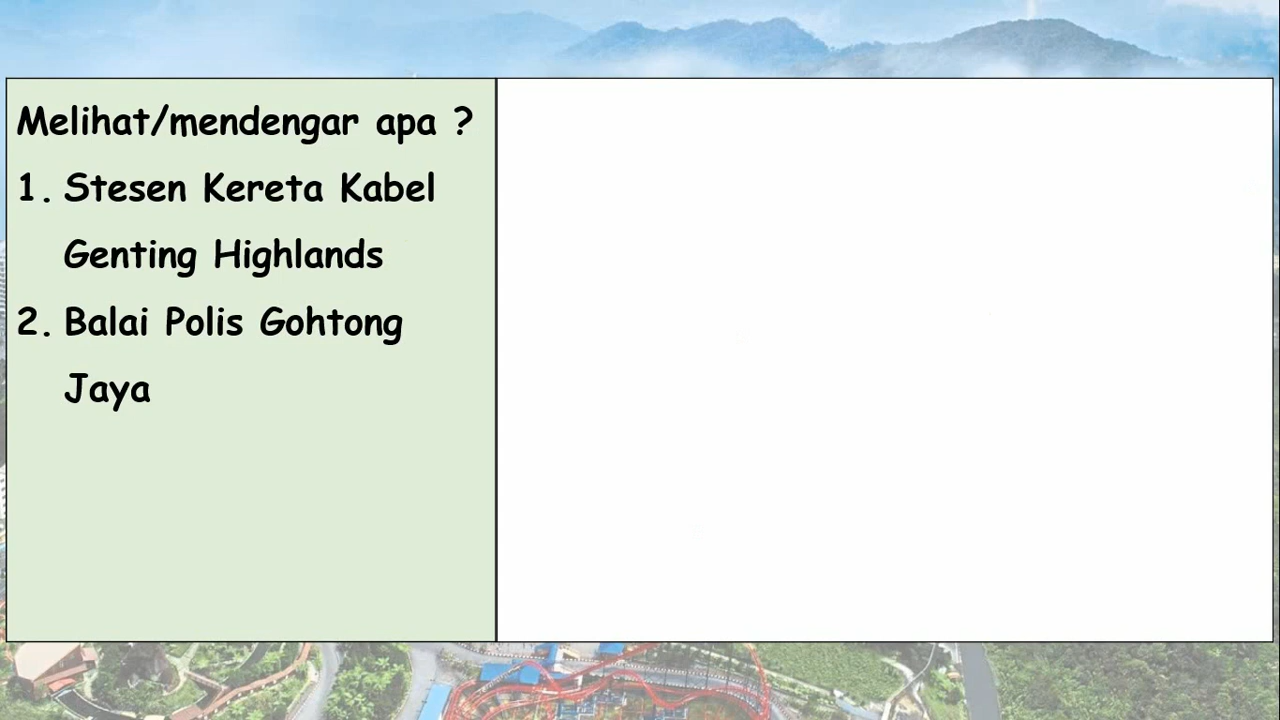 Melihat/mendengar apa ?
1. Stesen Kereta Kabel
Genting Highlands
2. Balai Polis Gohtong
Jaya